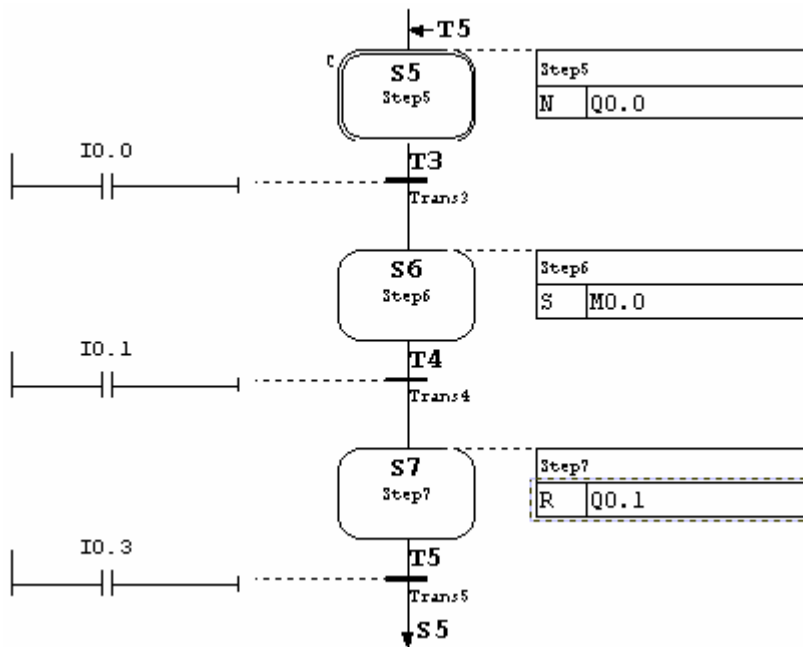 T5
C
S5
Step5
Step5
N Q0.0
I0.0
T3
Trans3
S6
Step6
Step6
S M0.0
I0.1
T4
Trans4
S7
Step7
Step7
R Q0.1
I0.3
T5
Trans5
S5